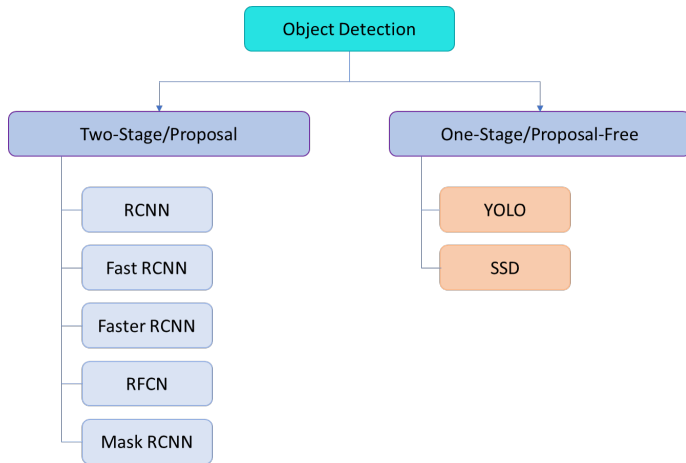 Object Detection
Two-Stage/Proposal
One-Stage/Proposal-Free
RCNN
Fast RCNN
Faster RCNN
RFCN
Mask RCNN
YOLO
SSD